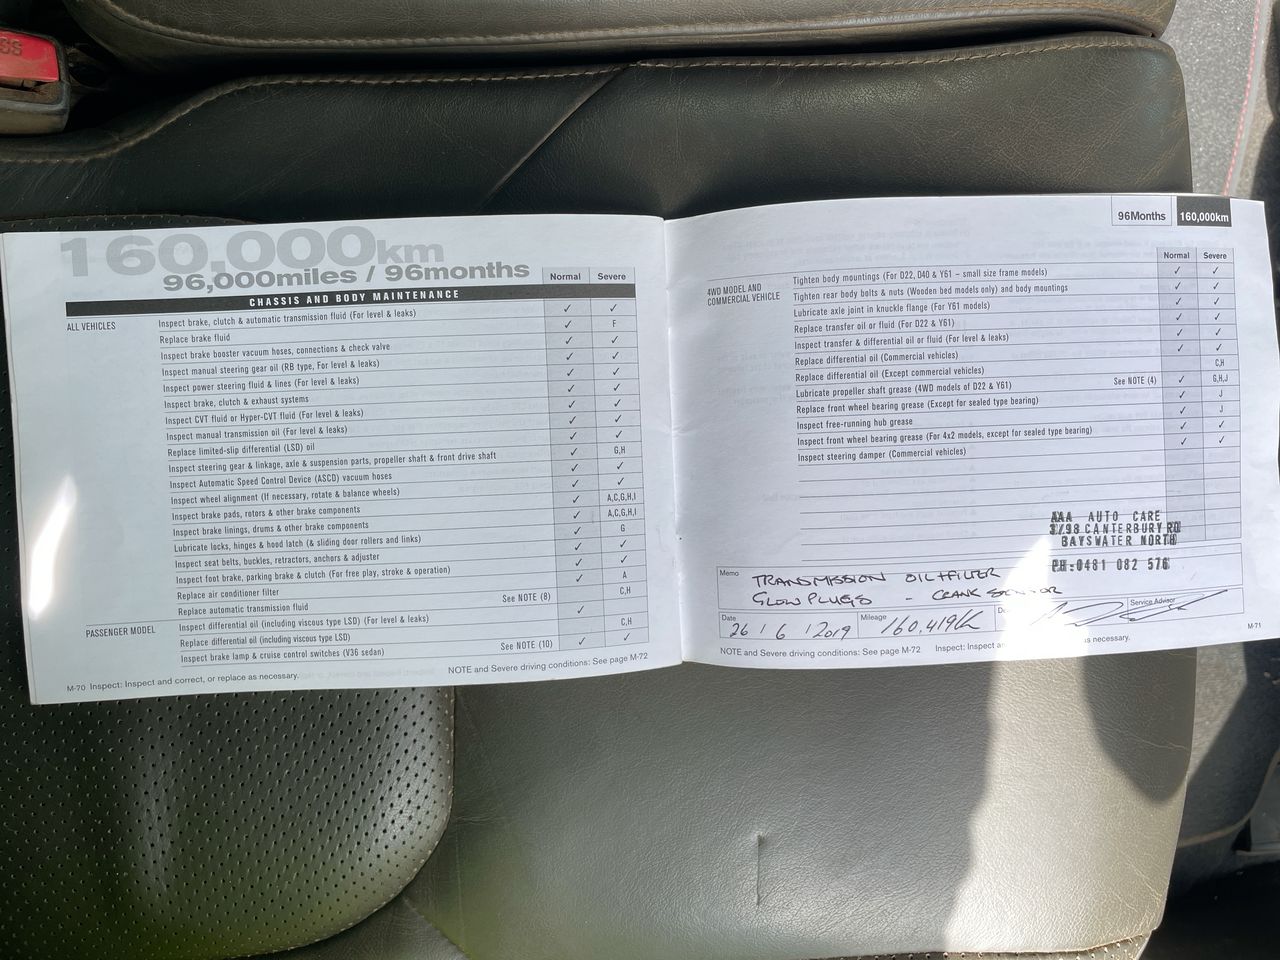 SS
160,000km
96,000miles / 96months
Normal Severe
CHASSIS AND BODY MAINTENANCE
ALL VEHICLES
Inspect brake, clutch & automatic transmission fluid (For level & leaks) ✓ ✓
Replace brake fluid ✓ F
Inspect brake booster vacuum hoses, connections & check valve ✓ ✓
Inspect manual steering gear oil (RB type, For level & leaks) ✓ ✓
Inspect power steering fluid & lines (For level & leaks) ✓ ✓
Inspect brake, clutch & exhaust systems ✓ ✓
Inspect CVT fluid or Hyper-CVT fluid (For level & leaks) ✓ ✓
Inspect manual transmission oil (For level & leaks) ✓ ✓
Replace limited-slip differential (LSD) oil ✓ ✓
Inspect steering gear & linkage, axle & suspension parts, propeller shaft & front drive shaft ✓ G,H
Inspect Automatic Speed Control Device (ASCD) vacuum hoses ✓ ✓
Inspect wheel alignment (If necessary, rotate & balance wheels) ✓ ✓
Inspect brake pads, rotors & other brake components ✓ A,C,G,H,I
Inspect brake linings, drums & other brake components ✓ A,C,G,H,I
Lubricate locks, hinges & hood latch (& sliding door rollers and links) ✓ G
Inspect seat belts, buckles, retractors, anchors & adjuster ✓ ✓
Inspect foot brake, parking brake & clutch (For free play, stroke & operation) ✓ ✓
Replace air conditioner filter ✓ A
Replace automatic transmission fluid See NOTE (8) C,H
PASSENGER MODEL
Inspect differential oil (including viscous type LSD) (For level & leaks) ✓
Replace differential oil (including viscous type LSD) C,H
Inspect brake lamp & cruise control switches (V36 sedan) See NOTE (10) ✓ ✓
M-70 Inspect: Inspect and correct, or replace as necessary.
NOTE and Severe driving conditions: See page M-72
96Months 160,000km
Normal Severe
4WD MODEL AND
COMMERCIAL VEHICLE
Tighten body mountings (For D22, D40 & Y61 – small size frame models) ✓ ✓
Tighten rear body bolts & nuts (Wooden bed models only) and body mountings ✓ ✓
Lubricate axle joint in knuckle flange (For Y61 models) ✓ ✓
Replace transfer oil or fluid (For D22 & Y61) ✓ ✓
Inspect transfer & differential oil or fluid (For level & leaks) ✓ ✓
Replace differential oil (Commercial vehicles) ✓ ✓
Replace differential oil (Except commercial vehicles) C,H
Lubricate propeller shaft grease (4WD models of D22 & Y61) See NOTE (4) ✓ G,H,J
Replace front wheel bearing grease (Except for sealed type bearing) ✓ J
Inspect free-running hub grease ✓ J
Inspect front wheel bearing grease (For 4x2 models, except for sealed type bearing) ✓ ✓
Inspect steering damper (Commercial vehicles) ✓ ✓
AAA AUTO CARE
3/98 CANTERBURY RD
BAYSWATER NORTH
PH:0481 082 576
Memo TRANSMISSION OIL+FILTER
GLOW PLUGS - CRANK SENSOR
Date 26 / 6 / 2019 Mileage 160,419K Service Advisor
NOTE and Severe driving conditions: See page M-72 Inspect: Inspect as necessary.
M-71